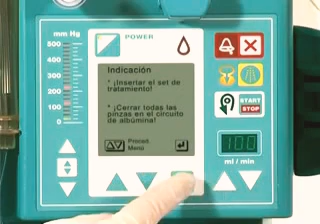 mm Hg
POWER
500
400
300
200
100
0
Indicación
* ¡Insertar el set de
tratamiento!
* ¡Cerrar todas las
pinzas en el circuito
de albúmina!
Proced.
Menú
START
STOP
100
ml / min